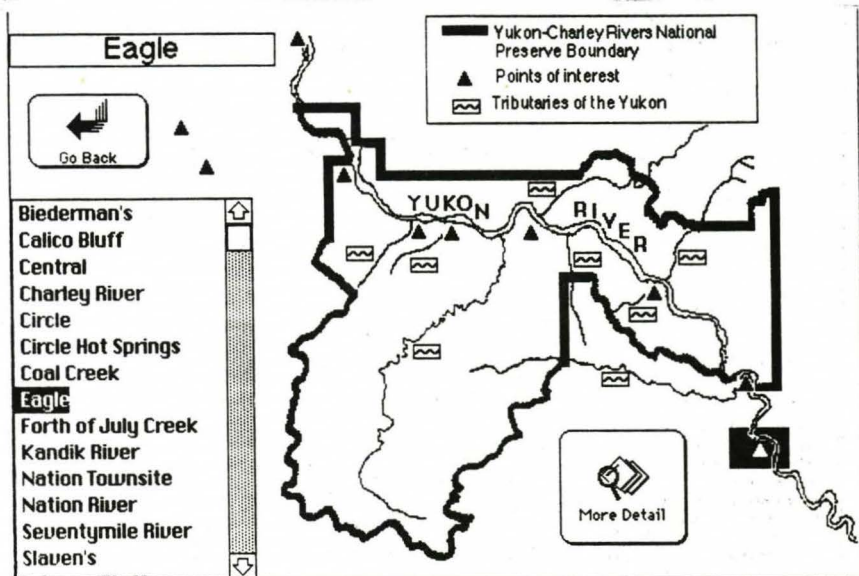 Eagle
Go Back
Biederman's
Calico Bluff
Central
Charley River
Circle
Circle Hot Springs
Coal Creek
Eagle
Forth of July Creek
Kandik River
Nation Townsite
Nation River
Seventymile River
Slaven's
Yukon-Charley Rivers National
Preserve Boundary
Points of interest
Tributaries of the Yukon
YUKON RIVER
More Detail